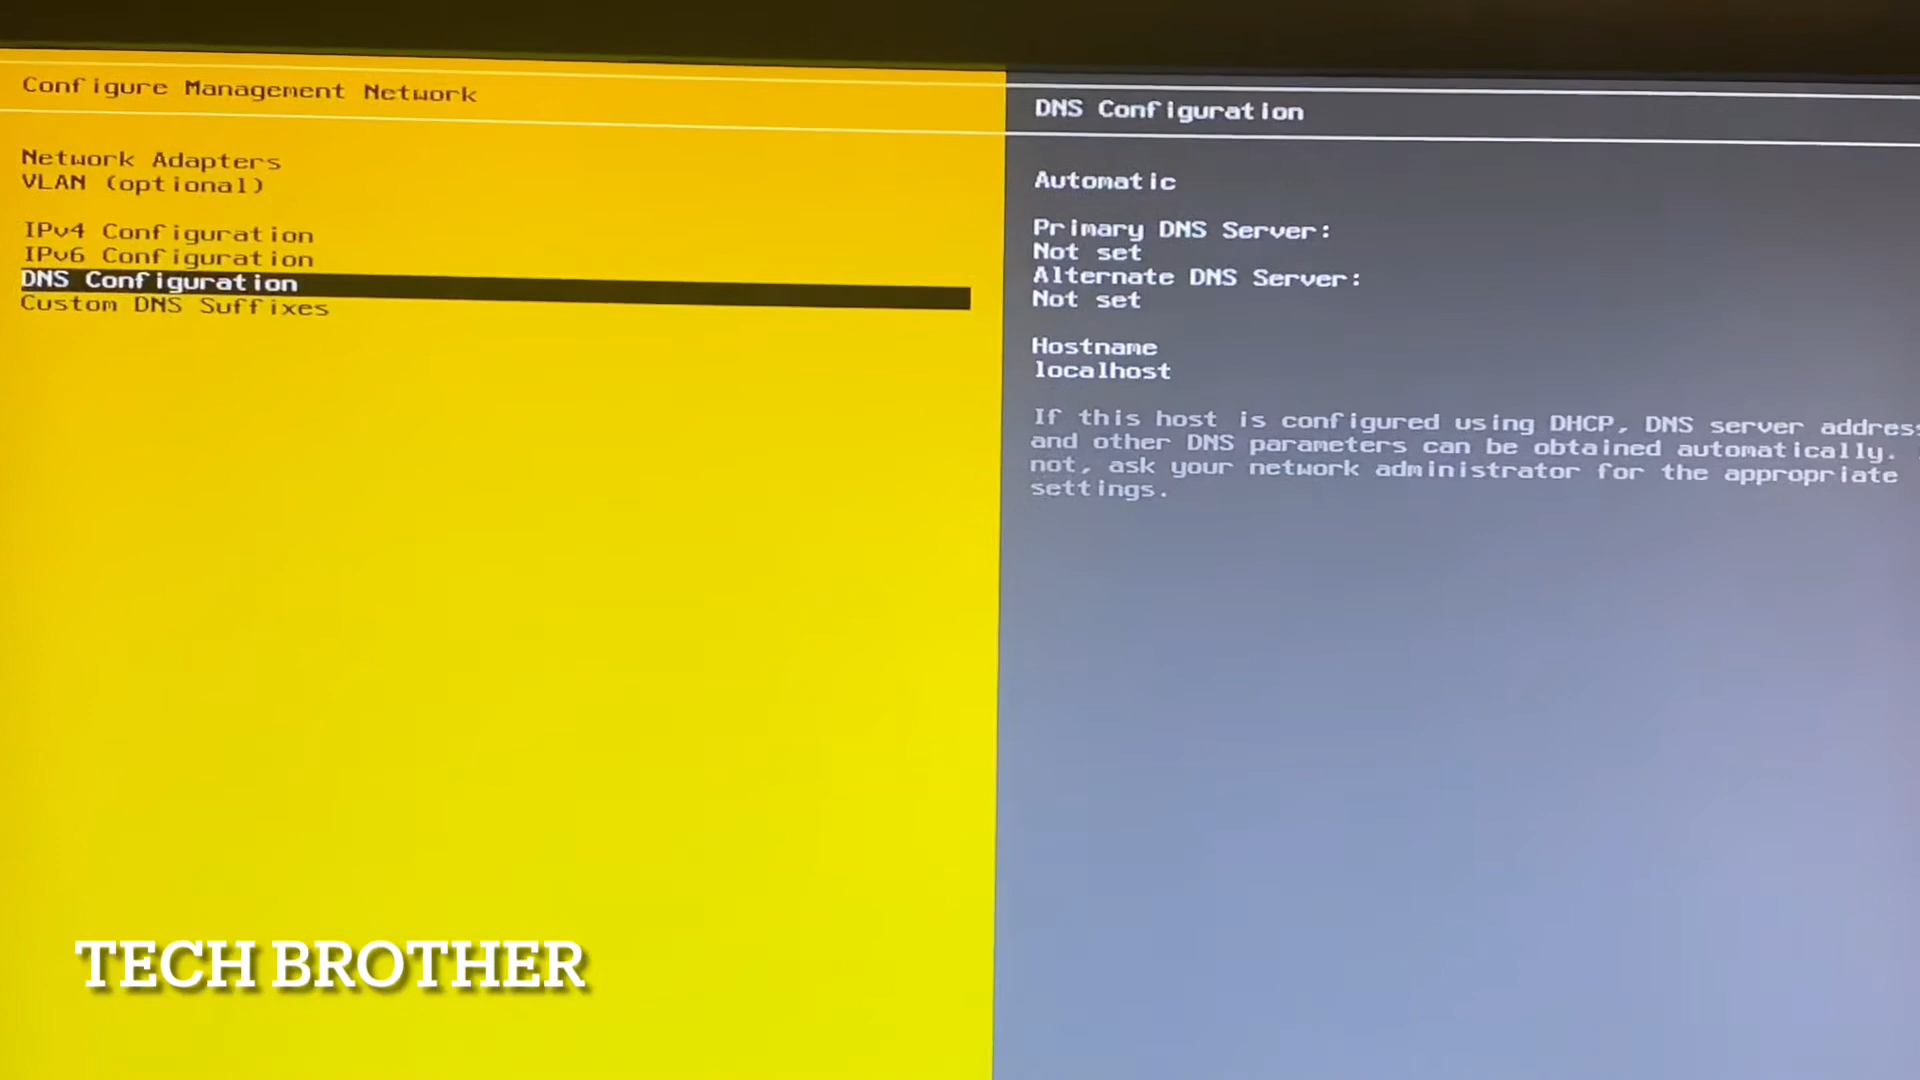 Configure Management Network
Network Adapters
VLAN (optional)
IPv4 Configuration
IPv6 Configuration
DNS Configuration
Custom DNS Suffixes
DNS Configuration
Automatic
Primary DNS Server:
Not set
Alternate DNS Server:
Not set
Hostname
localhost
If this host is configured using DHCP, DNS server address
and other DNS parameters can be obtained automatically.
not, ask your network administrator for the appropriate
settings.
TECH BROTHER